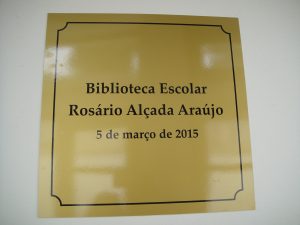 Biblioteca Escolar
Rosário Alçada Araújo
5 de março de 2015